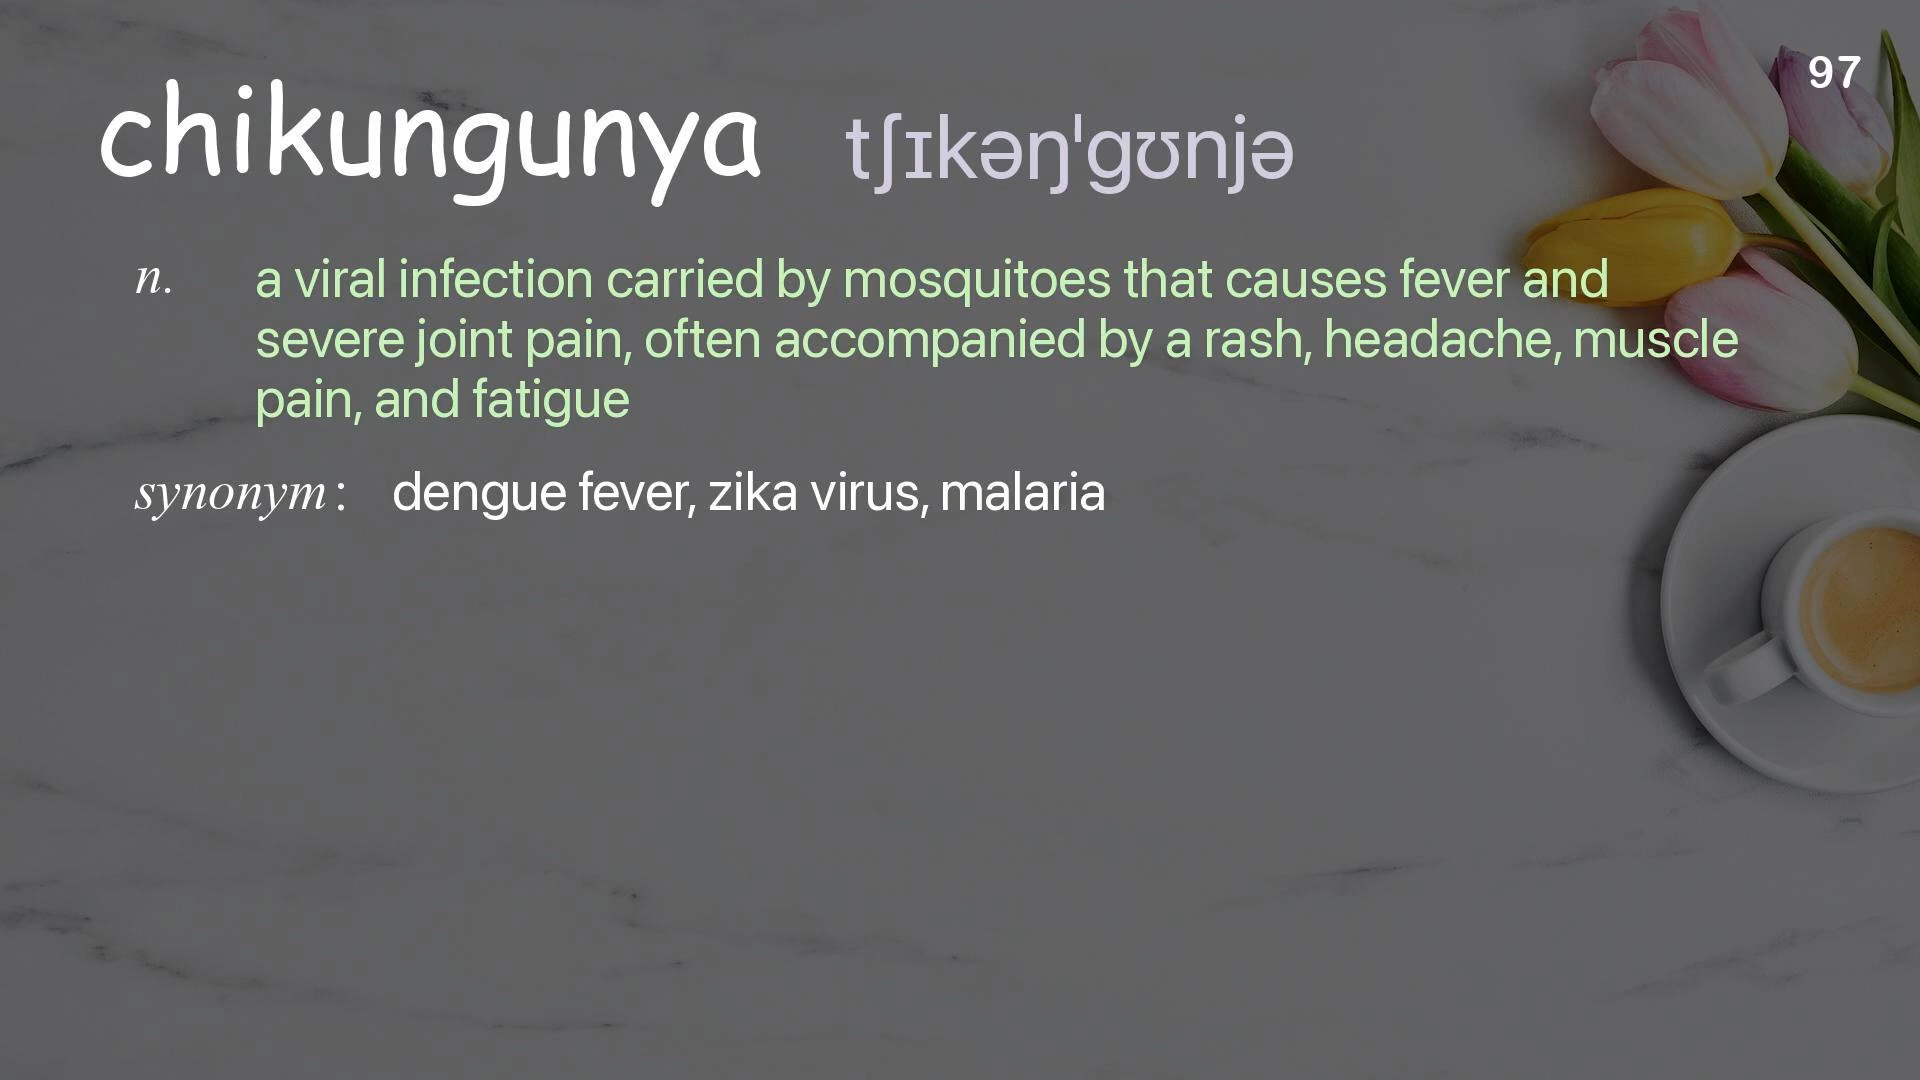 97
chikungunya tʃɪkəŋˈgʊnjə
n. a viral infection carried by mosquitoes that causes fever and
severe joint pain, often accompanied by a rash, headache, muscle
pain, and fatigue
synonym : dengue fever, zika virus, malaria